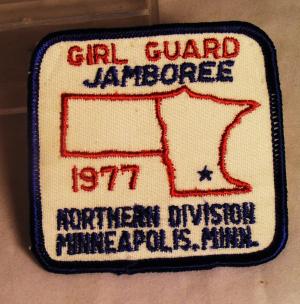 GIRL GUARD
JAMBOREE
1977
NORTHERN DIVISION
MINNEAPOLIS, MINN.